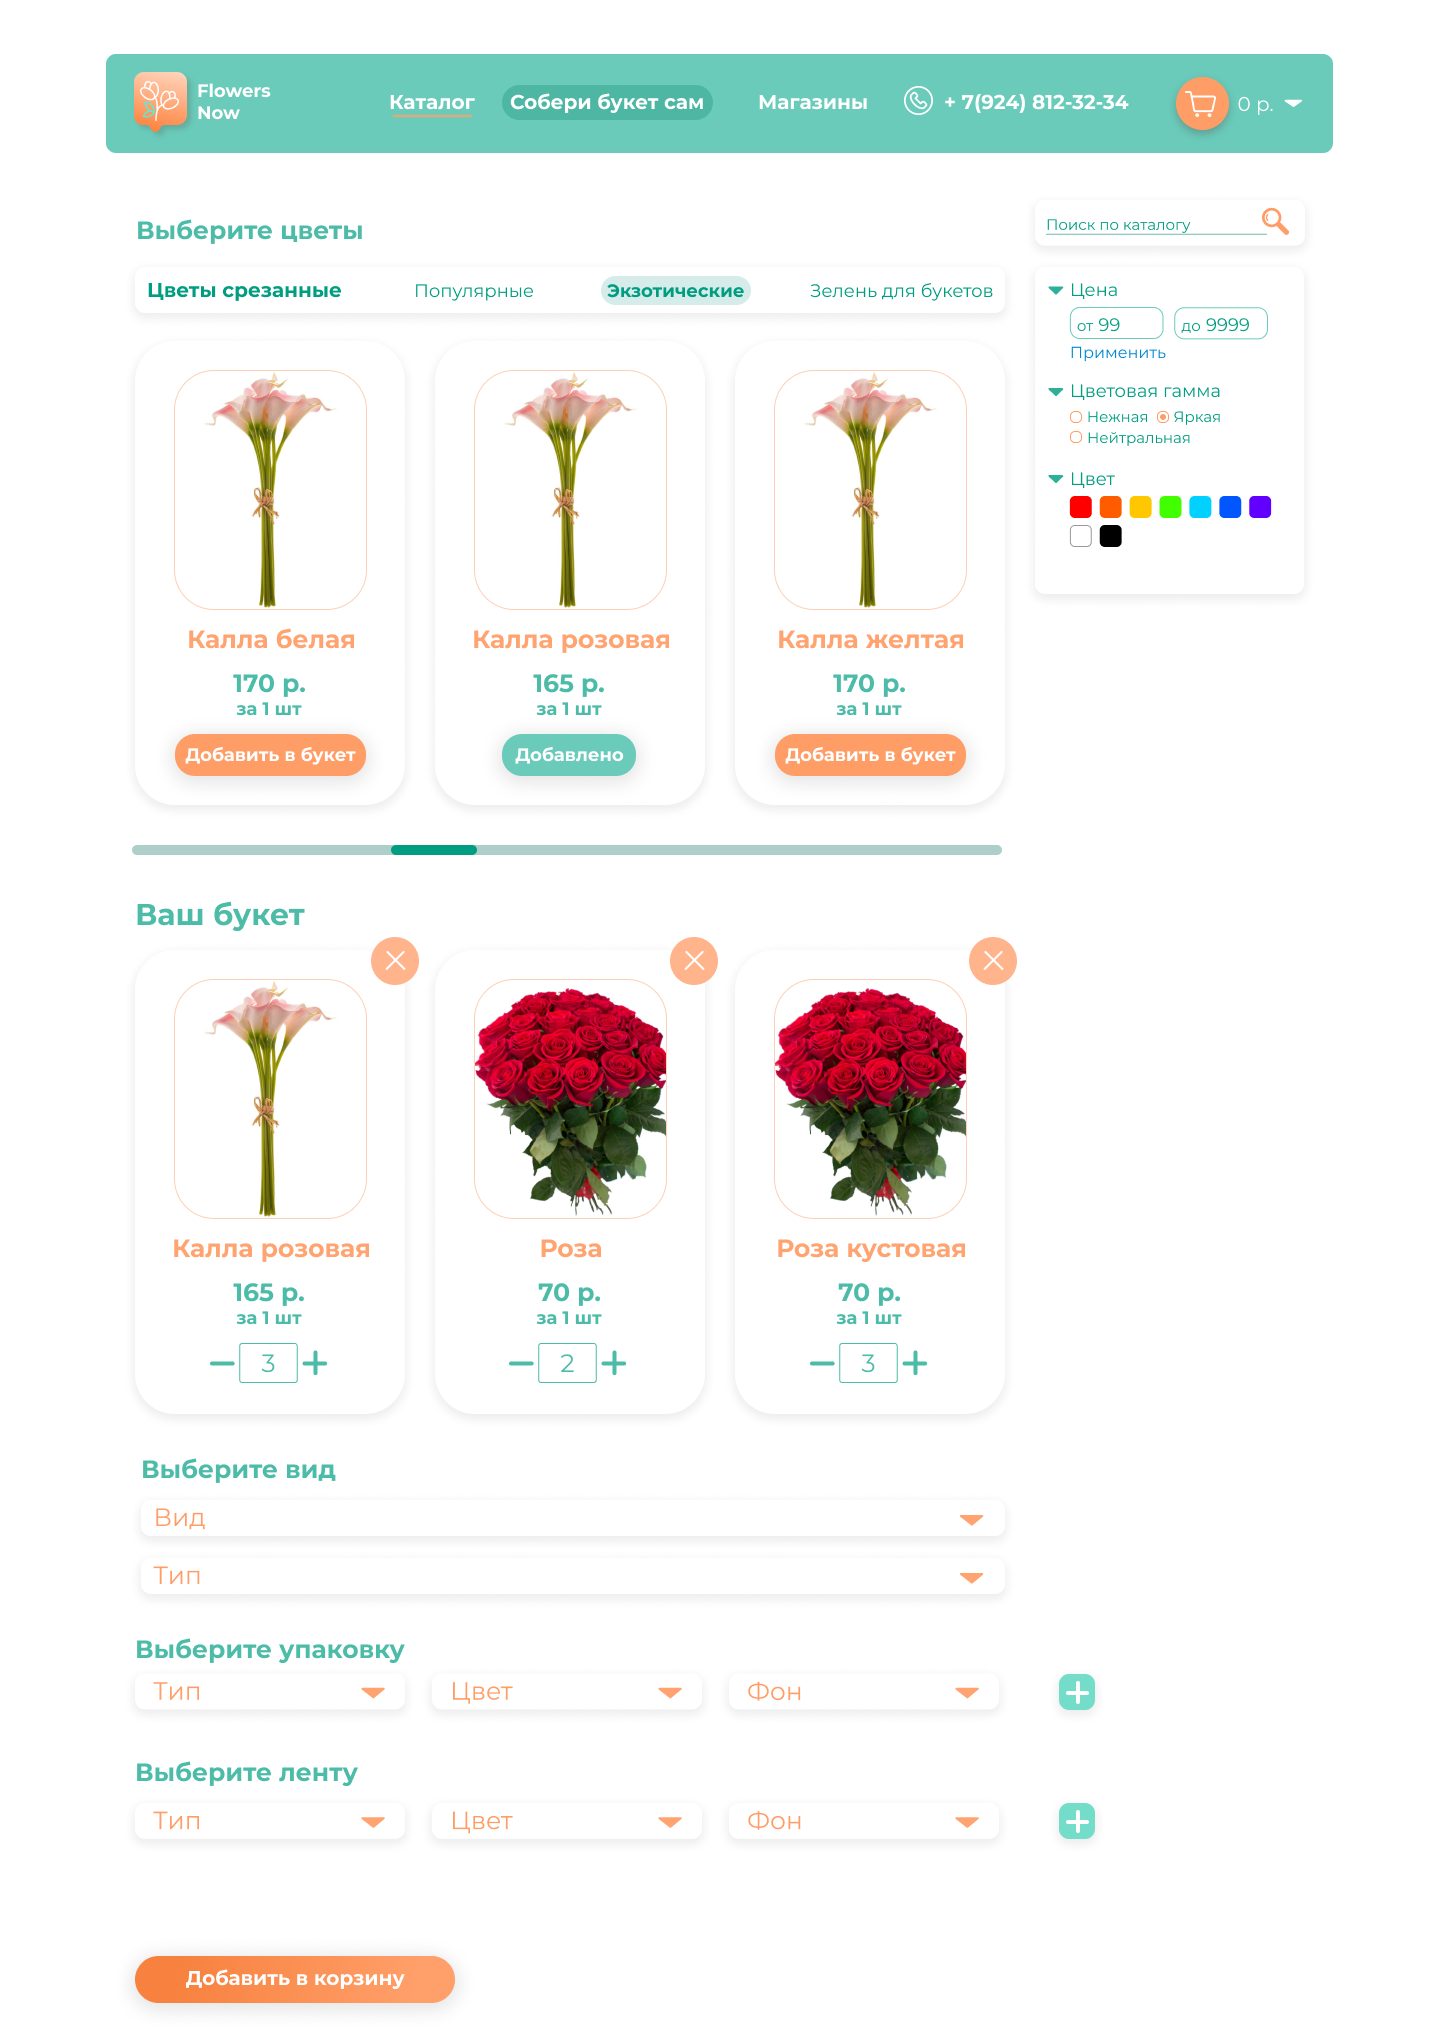 Flowers
Now
Каталог
Собери букет сам
Магазины
+ 7(924) 812-32-34
0 р.
Выберите цветы
Поиск по каталогу
Цветы срезанные
Популярные
Экзотические
Зелень для букетов
Цена
от 99
до 9999
Применить
Цветовая гамма
Нежная
Яркая
Нейтральная
Цвет
Калла белая
170 р.
за 1 шт
Добавить в букет
Калла розовая
165 р.
за 1 шт
Добавлено
Калла желтая
170 р.
за 1 шт
Добавить в букет
Ваш букет
Калла розовая
165 р.
за 1 шт
3
Роза
70 р.
за 1 шт
2
Роза кустовая
70 р.
за 1 шт
3
Выберите вид
Вид
Тип
Выберите упаковку
Тип
Цвет
Фон
Выберите ленту
Тип
Цвет
Фон
Добавить в корзину